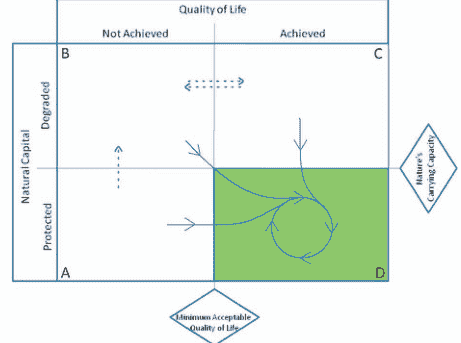 Quality of Life
Not Achieved
Achieved
B
C
Natural Capital
Degraded
Protected
Nature's
Carrying Capacity
A
D
Minimum Acceptable
Quality of Life